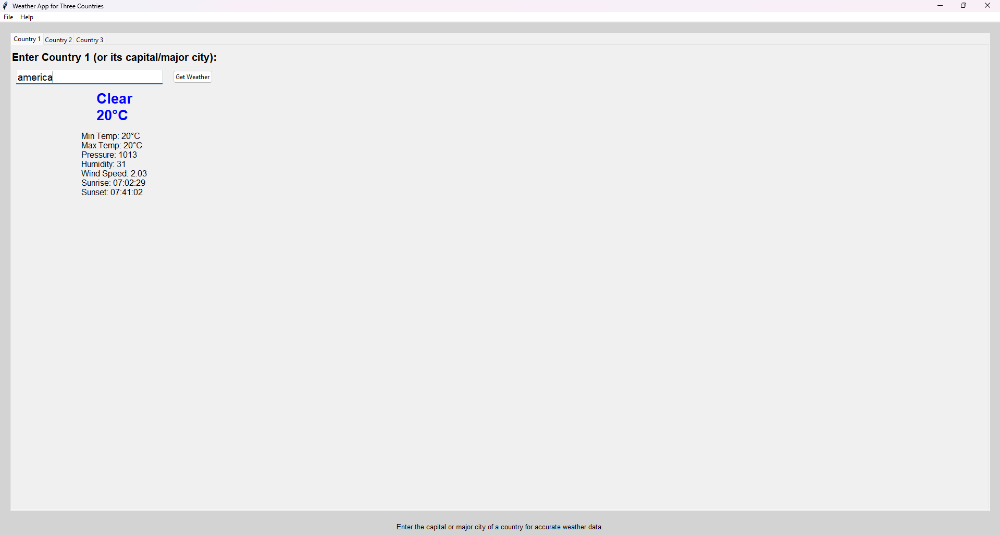 Weather App for Three Countries
File Help
Country 1 Country 2 Country 3
Enter Country 1 (or its capital/major city):
america Get Weather
Clear
20°C
Min Temp: 20°C
Max Temp: 20°C
Pressure: 1013
Humidity: 31
Wind Speed: 2.03
Sunrise: 07:02:29
Sunset: 07:41:02
Enter the capital or major city of a country for accurate weather data.